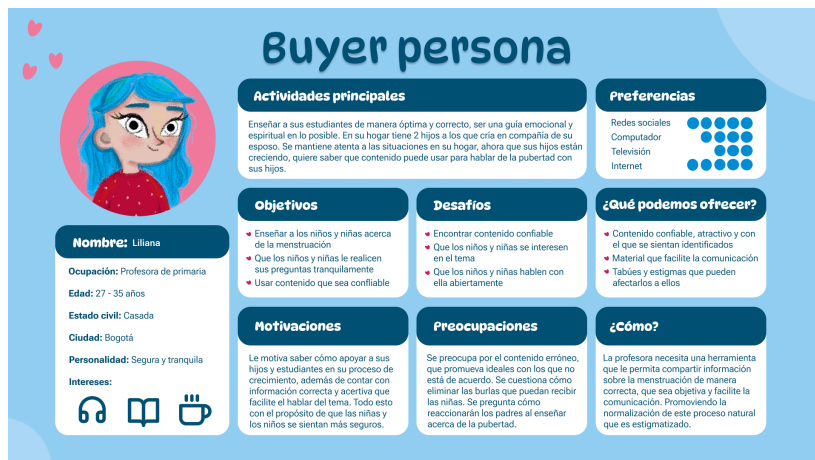 Buyer persona
Nombre: Liliana
Ocupación: Profesora de primaria
Edad: 27 - 35 años
Estado civil: Casada
Ciudad: Bogotá
Personalidad: Segura y tranquila
Intereses:
Actividades principales
Enseñar a sus estudiantes de manera óptima y correcto, ser una guía emocional y
espiritual en lo posible. En su hogar tiene 2 hijos a los que cría en compañía de su
esposo. Se mantiene atenta a las situaciones en su hogar, ahora que sus hijos están
creciendo, quiere saber que contenido puede usar para hablar de la pubertad con
sus hijos.
Preferencias
Redes sociales
Computador
Televisión
Internet
Objetivos
Enseñar a los niños y niñas acerca
de la menstruación
Que los niños y niñas le realicen
sus preguntas tranquilamente
Usar contenido que sea confliable
Desafíos
Encontrar contenido confiable
Que los niños y niñas se interesen
en el tema
Que los niños y niñas hablen con
ella abiertamente
¿Qué podemos ofrecer?
Contenido confiable, atractivo y con
el que se sientan identificados
Material que facilite la comunicación
Tabúes y estigmas que pueden
afectarlos a ellos
Motivaciones
Le motiva saber cómo apoyar a sus
hijos y estudiantes en su proceso de
crecimiento, además de contar con
información correcta y acertiva que
facilite el hablar del tema. Todo esto
con el propósito de que las niñas y
los niños se sientan más seguros.
Preocupaciones
Se preocupa por el contenido erróneo,
que promueva ideales con los que no
está de acuerdo. Se cuestiona cómo
eliminar las burlas que puedan recibir
las niñas. Se pregunta cómo
reaccionarán los padres al enseñar
acerca de la pubertad.
¿Cómo?
La profesora necesita una herramienta
que le permita compartir información
sobre la menstruación de manera
correcta, que sea objetiva y facilite la
comunicación. Promoviendo la
normalización de este proceso natural
que es estigmatizado.